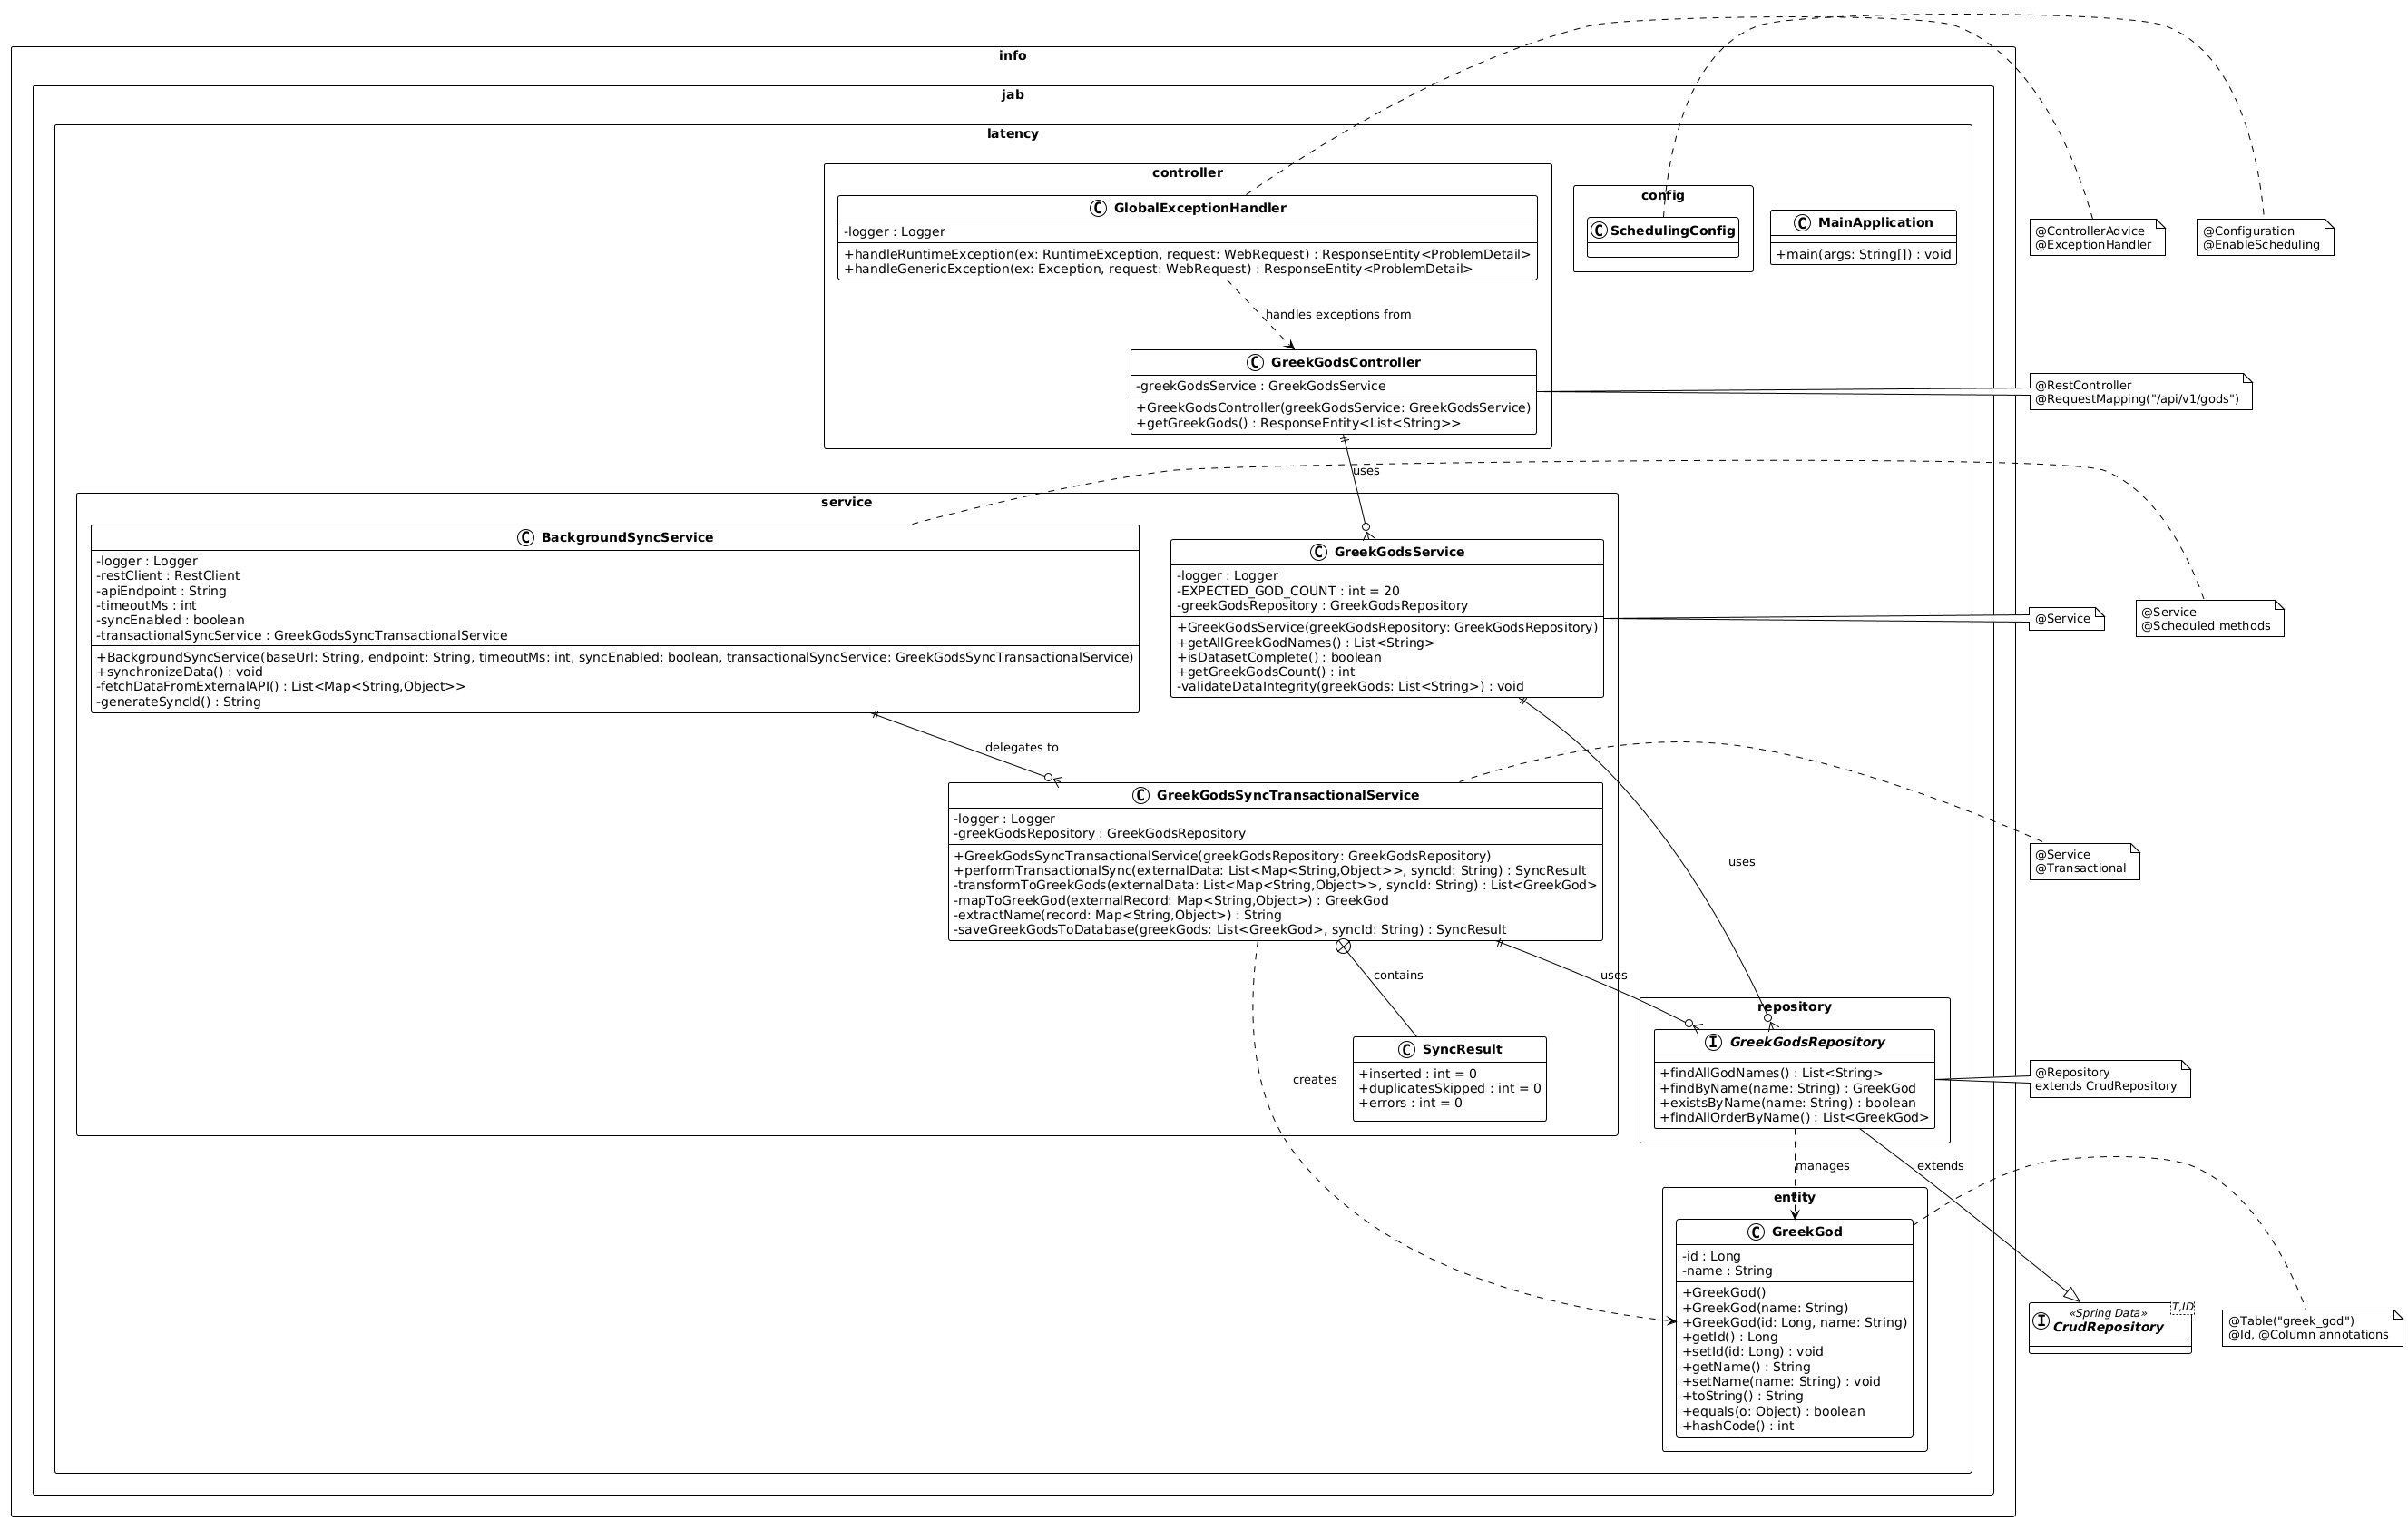 info
jab
latency
controller
C GlobalExceptionHandler
-logger : Logger
+handleRuntimeException(ex: RuntimeException, request: WebRequest) : ResponseEntity<ProblemDetail>
+handleGenericException(ex: Exception, request: WebRequest) : ResponseEntity<ProblemDetail>
config
C SchedulingConfig
C MainApplication
+main(args: String[]) : void
@ControllerAdvice
@ExceptionHandler
@Configuration
@EnableScheduling
handles exceptions from
C GreekGodsController
-greekGodsService : GreekGodsService
+GreekGodsController(greekGodsService: GreekGodsService)
+getGreekGods() : ResponseEntity<List<String>>
@RestController
@RequestMapping("/api/v1/gods")
uses
service
C BackgroundSyncService
-logger : Logger
-restClient : RestClient
-apiEndpoint : String
-timeoutMs : int
-syncEnabled : boolean
-transactionalSyncService : GreekGodsSyncTransactionalService
+BackgroundSyncService(baseUrl: String, endpoint: String, timeoutMs: int, syncEnabled: boolean, transactionalSyncService: GreekGodsSyncTransactionalService)
+synchronizeData() : void
-fetchDataFromExternalAPI() : List<Map<String,Object>>
-generateSyncId() : String
C GreekGodsService
-logger : Logger
-EXPECTED_GOD_COUNT : int = 20
-greekGodsRepository : GreekGodsRepository
+GreekGodsService(greekGodsRepository: GreekGodsRepository)
+getAllGreekGodNames() : List<String>
+isDatasetComplete() : boolean
+getGreekGodsCount() : int
-validateDataIntegrity(greekGods: List<String>) : void
@Service
@Service
@Scheduled methods
delegates to
C GreekGodsSyncTransactionalService
-logger : Logger
-greekGodsRepository : GreekGodsRepository
+GreekGodsSyncTransactionalService(greekGodsRepository: GreekGodsRepository)
+performTransactionalSync(externalData: List<Map<String,Object>>, syncId: String) : SyncResult
-transformToGreekGods(externalData: List<Map<String,Object>>, syncId: String) : List<GreekGod>
-mapToGreekGod(externalRecord: Map<String,Object>) : GreekGod
-extractName(record: Map<String,Object>) : String
-saveGreekGodsToDatabase(greekGods: List<GreekGod>, syncId: String) : SyncResult
uses
@Service
@Transactional
contains
uses
creates
C SyncResult
+inserted : int = 0
+duplicatesSkipped : int = 0
+errors : int = 0
repository
I GreekGodsRepository
+findAllGodNames() : List<String>
+findByName(name: String) : GreekGod
+existsByName(name: String) : boolean
+findAllOrderByName() : List<GreekGod>
@Repository
extends CrudRepository
manages
extends
entity
C GreekGod
-id : Long
-name : String
+GreekGod()
+GreekGod(name: String)
+GreekGod(id: Long, name: String)
+getId() : Long
+setId(id: Long) : void
+getName() : String
+setName(name: String) : void
+toString() : String
+equals(o: Object) : boolean
+hashCode() : int
T,ID
«Spring Data»
I CrudRepository
@Table("greek_god")
@Id, @Column annotations